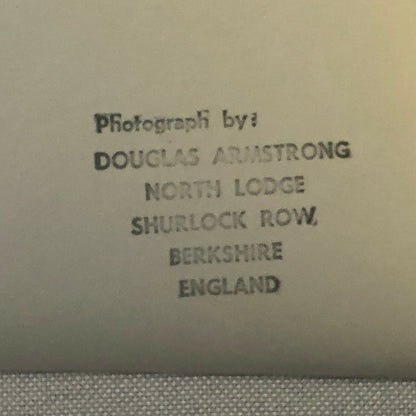 Photograph by:
DOUGLAS ARMSTRONG
NORTH LODGE
SHURLOCK ROW,
BERKSHIRE
ENGLAND